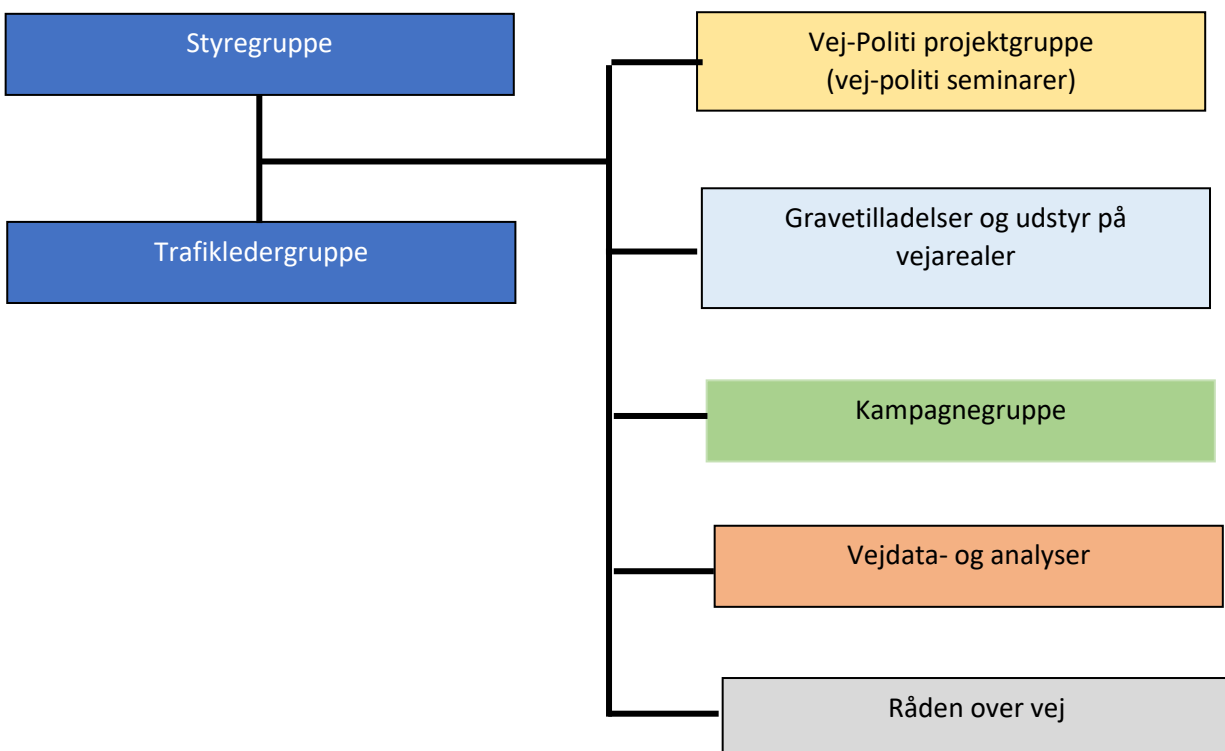 Styregruppe
Trafikledergruppe
Vej-Politi projektgruppe
(vej-politi seminarer)
Gravetilladelser og udstyr på
vejarealer
Kampagnegruppe
Vejdata- og analyser
Råden over vej